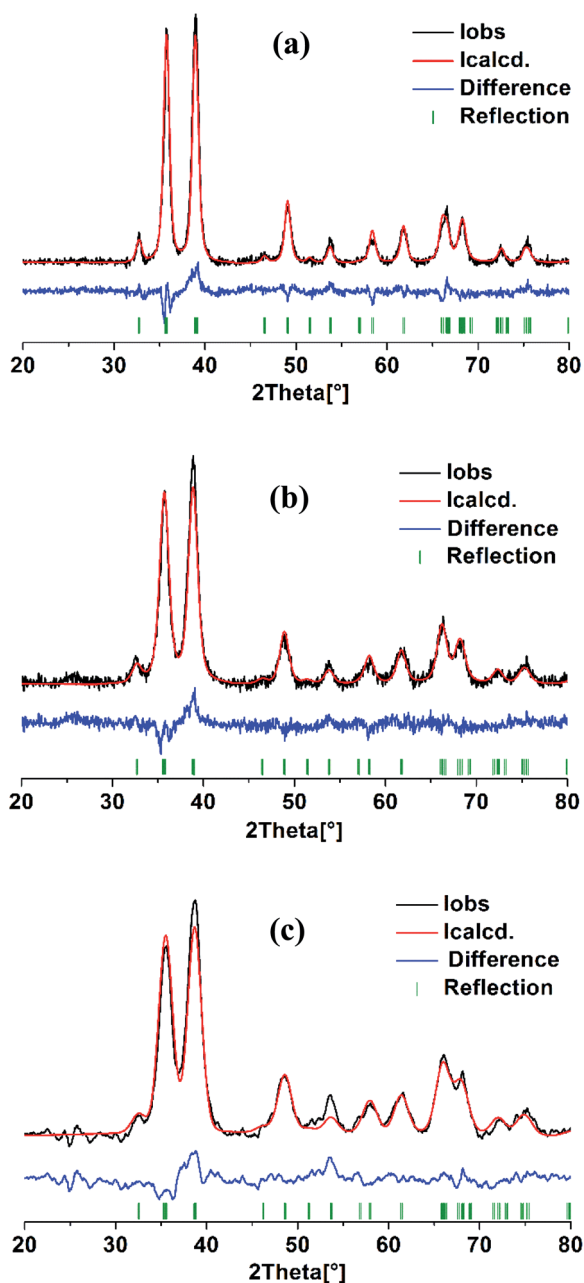 (a)
Iobs
Icalcd.
Difference
Reflection
20 30 40 50 60 70 80
2Theta[°]
(b)
Iobs
Icalcd.
Difference
Reflection
20 30 40 50 60 70 80
2Theta[°]
(c)
Iobs
Icalcd.
Difference
Reflection
20 30 40 50 60 70 80
2Theta[°]